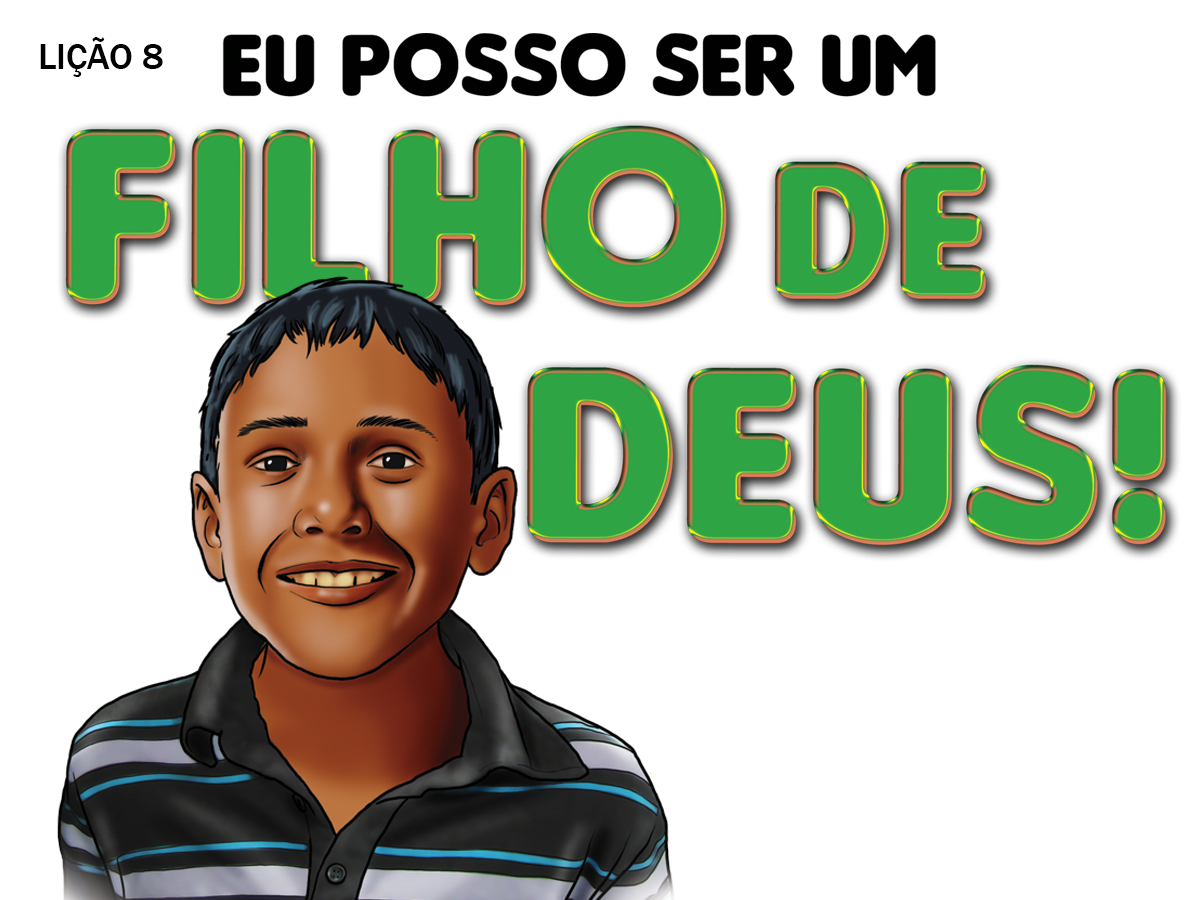 LIÇÃO 8
EU POSSO SER UM
FILHO DE
DEUS!